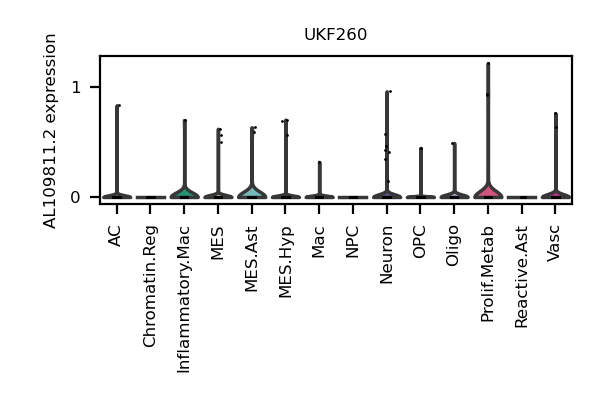 UKF260
AL109811.2 expression
1
0
AC
Chromatin.Reg
Inflammatory.Mac
MES
MES.Ast
MES.Hyp
Mac
NPC
Neuron
OPC
Oligo
Prolif.Metab
Reactive.Ast
Vasc